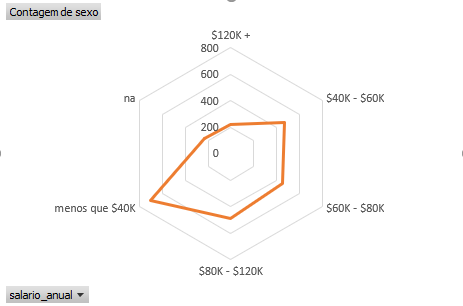 Contagem de sexo
$120K +
800
600
400
200
0
$40K - $60K
$60K - $80K
$80K - $120K
menos que $40K
na
salario_anual